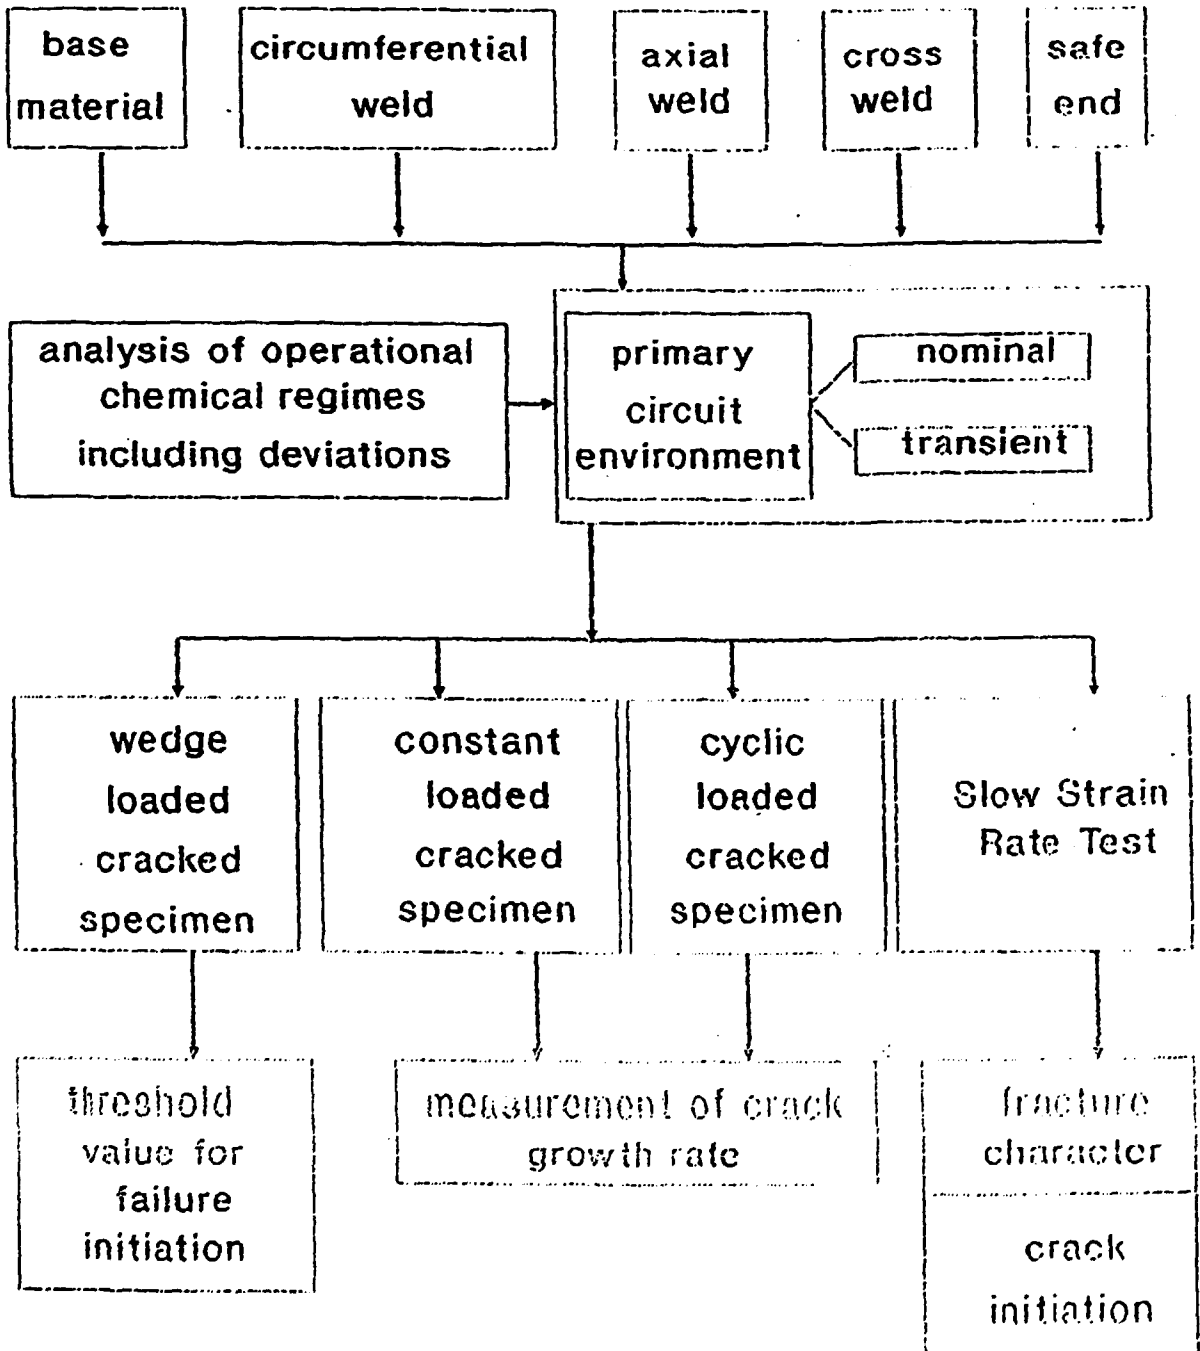 base
material
circumferential
weld
axial
weld
cross
weld
safe
end
analysis of operational
chemical regimes
including deviations
primary
circuit
environment
nominal
transient
wedge
loaded
cracked
specimen
constant
loaded
cracked
specimen
cyclic
loaded
cracked
specimen
Slow Strain
Rate Test
threshold
value for
failure
initiation
measurement of crack
growth rate
fracture
character
crack
initiation